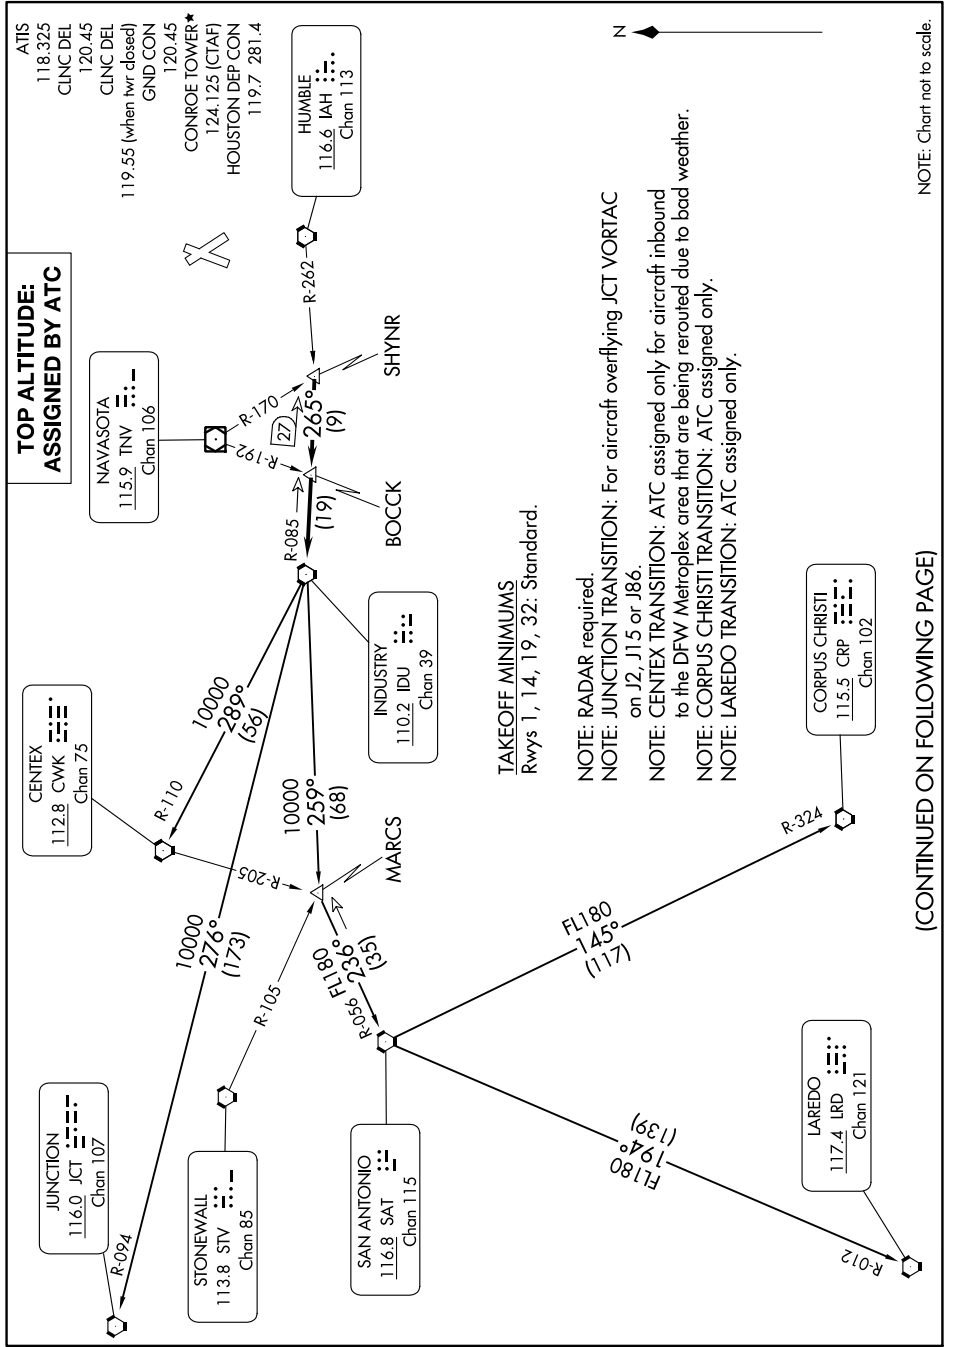 TOP ALTITUDE:
ASSIGNED BY ATC
ATIS
118.325
CLNC DEL
120.45
CLNC DEL
119.55 (when twr closed)
GND CON
120.45
CONROE TOWER★
124.125 (CTAF)
HOUSTON DEP CON
119.7 281.4
JUNCTION
116.0 JCT
Chan 107
CENTEX
112.8 CWK
Chan 75
NAVASOTA
115.9 TNV
Chan 106
HUMBLE
116.6 IAH
Chan 113
STONEWALL
113.8 STV
Chan 85
SAN ANTONIO
116.8 SAT
Chan 115
INDUSTRY
110.2 IDU
Chan 39
LAREDO
117.4 LRD
Chan 121
CORPUS CHRISTI
115.5 CRP
Chan 102
R-094
10000
276°
(173)
R-110
10000
289°
(56)
R-205
R-105
10000
259°
(68)
MARCS
R-056
FL180
236°
(35)
R-085
(19)
BOCCK
R-192
R-170
27
265°
(9)
SHYNR
R-262
FL180
145°
(117)
R-324
FL180
194°
(139)
R-012
N
TAKEOFF MINIMUMS
Rwys 1, 14, 19, 32: Standard.
NOTE: RADAR required.
NOTE: JUNCTION TRANSITION: For aircraft overflying JCT VORTAC
on J2, J15 or J86.
NOTE: CENTEX TRANSITION: ATC assigned only for aircraft inbound
to the DFW Metroplex area that are being rerouted due to bad weather.
NOTE: CORPUS CHRISTI TRANSITION: ATC assigned only.
NOTE: LAREDO TRANSITION: ATC assigned only.
(CONTINUED ON FOLLOWING PAGE)
NOTE: Chart not to scale.